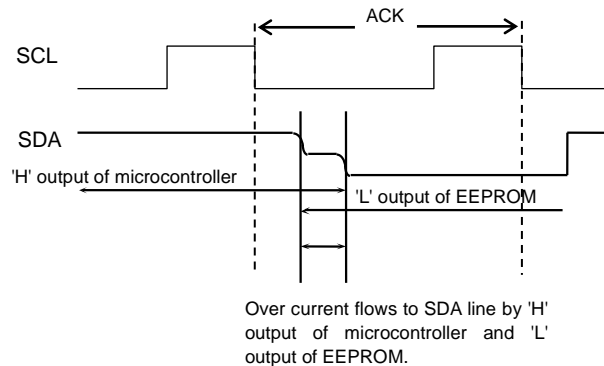 ACK
SCL
SDA
'H' output of microcontroller
'L' output of EEPROM
Over current flows to SDA line by 'H'
output of microcontroller and 'L'
output of EEPROM.